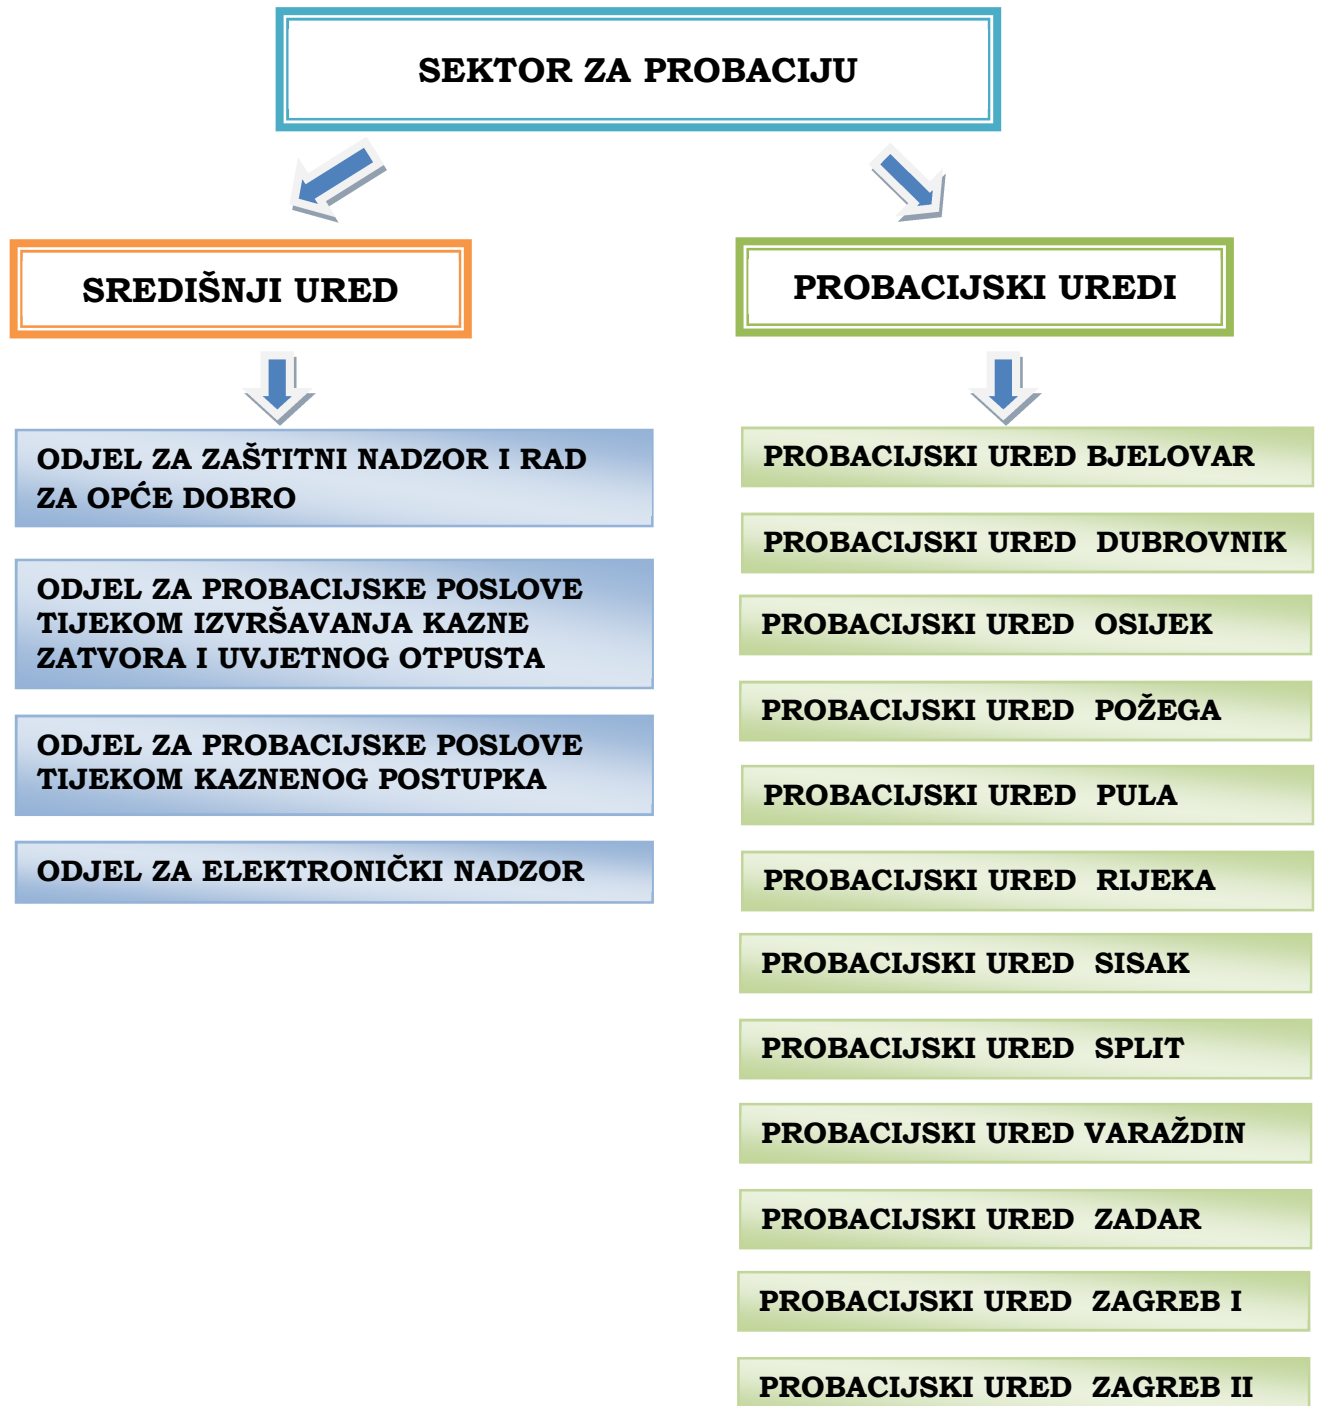 SEKTOR ZA PROBACIJU
SREDIŠNJI URED
ODJEL ZA ZAŠTITNI NADZOR I RAD
ZA OPĆE DOBRO
ODJEL ZA PROBACIJSKE POSLOVE
TIJEKOM IZVRŠAVANJA KAZNE
ZATVORA I UVJETNOG OTPUSTA
ODJEL ZA PROBACIJSKE POSLOVE
TIJEKOM KAZNENOG POSTUPKA
ODJEL ZA ELEKTRONIČKI NADZOR
PROBACIJSKI UREDI
PROBACIJSKI URED BJELOVAR
PROBACIJSKI URED DUBROVNIK
PROBACIJSKI URED OSIJEK
PROBACIJSKI URED POŽEGA
PROBACIJSKI URED PULA
PROBACIJSKI URED RIJEKA
PROBACIJSKI URED SISAK
PROBACIJSKI URED SPLIT
PROBACIJSKI URED VARAŽDIN
PROBACIJSKI URED ZADAR
PROBACIJSKI URED ZAGREB I
PROBACIJSKI URED ZAGREB II